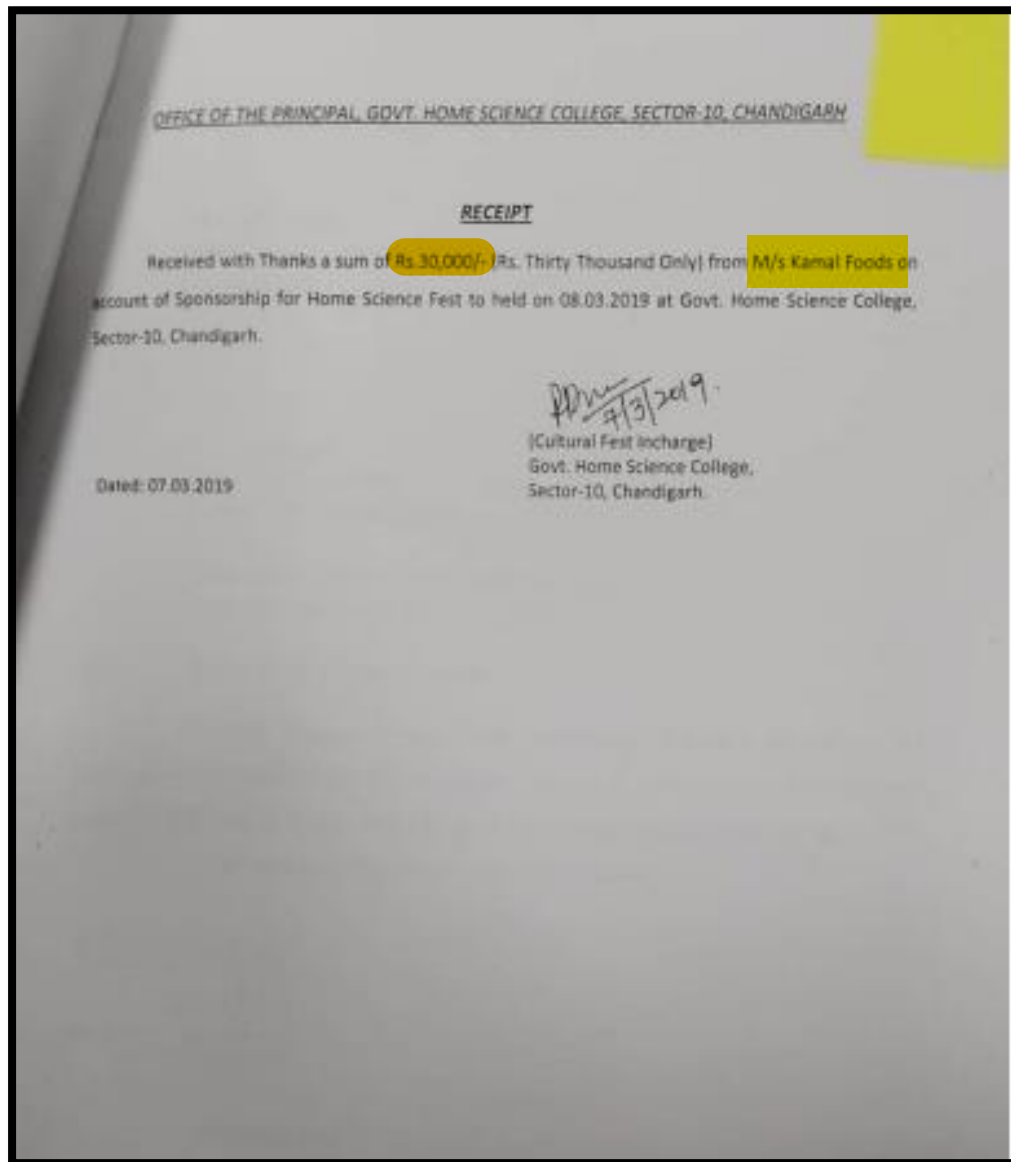 OFFICE OF THE PRINCIPAL, GOVT. HOME SCIENCE COLLEGE, SECTOR-10, CHANDIGARH
RECEIPT
Received with Thanks a sum of Rs.30,000/- (Rs. Thirty Thousand Only) from M/s Kamal Foods on
account of Sponsorship for Home Science Fest to held on 08.03.2019 at Govt. Home Science College,
Sector-10, Chandigarh.
7/3/2019.
(Cultural Fest Incharge)
Govt. Home Science College,
Dated: 07.03.2019
Sector-10, Chandigarh.